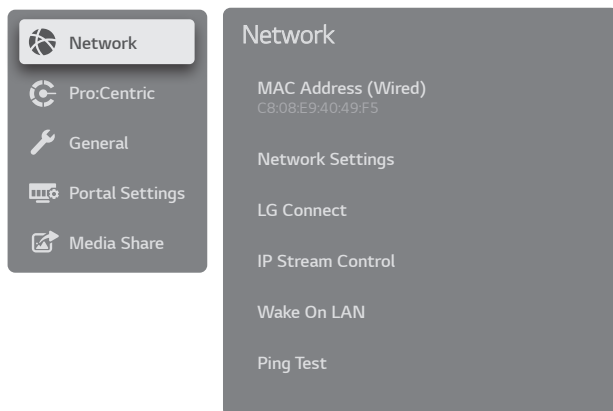 Network
Pro:Centric
General
Portal Settings
Media Share
Network
MAC Address (Wired)
C8:08:E9:40:49:F5
Network Settings
LG Connect
IP Stream Control
Wake On LAN
Ping Test